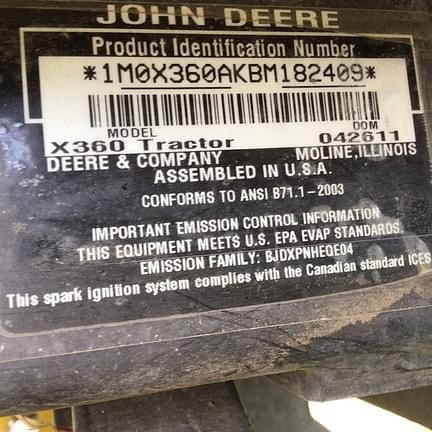 JOHN DEERE
Product Identification Number
*1M0X360AKBM182409*
MODEL DOM
X360 Tractor 042611
DEERE & COMPANY MOLINE, ILLINOIS
ASSEMBLED IN U.S.A.
CONFORMS TO ANSI B71.1-2003
IMPORTANT EMISSION CONTROL INFORMATION
THIS EQUIPMENT MEETS U.S. EPA EVAP STANDARDS.
EMISSION FAMILY: BJDXPNHEQE04
This spark ignition system complies with the Canadian standard ICES